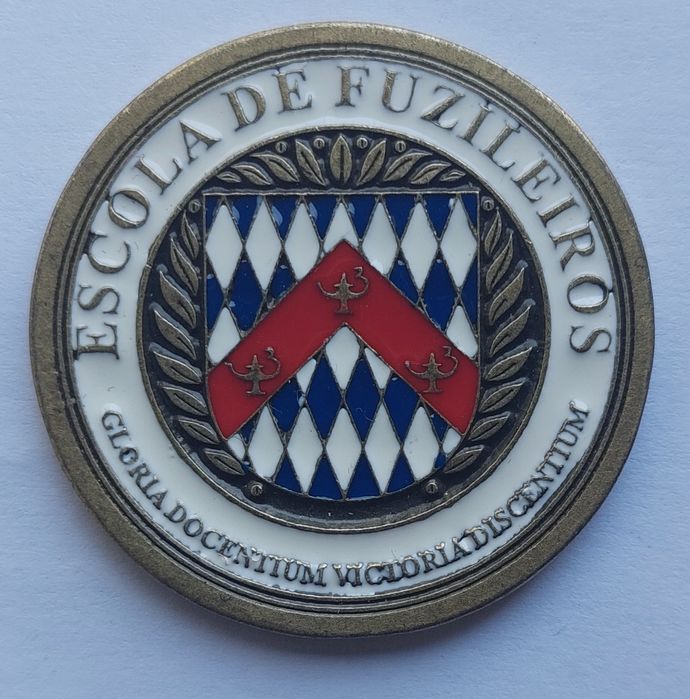 ESCOLA DE FUZILEIROS
GLORIA DOCENTIUM VICTORIA DISCENTIUM